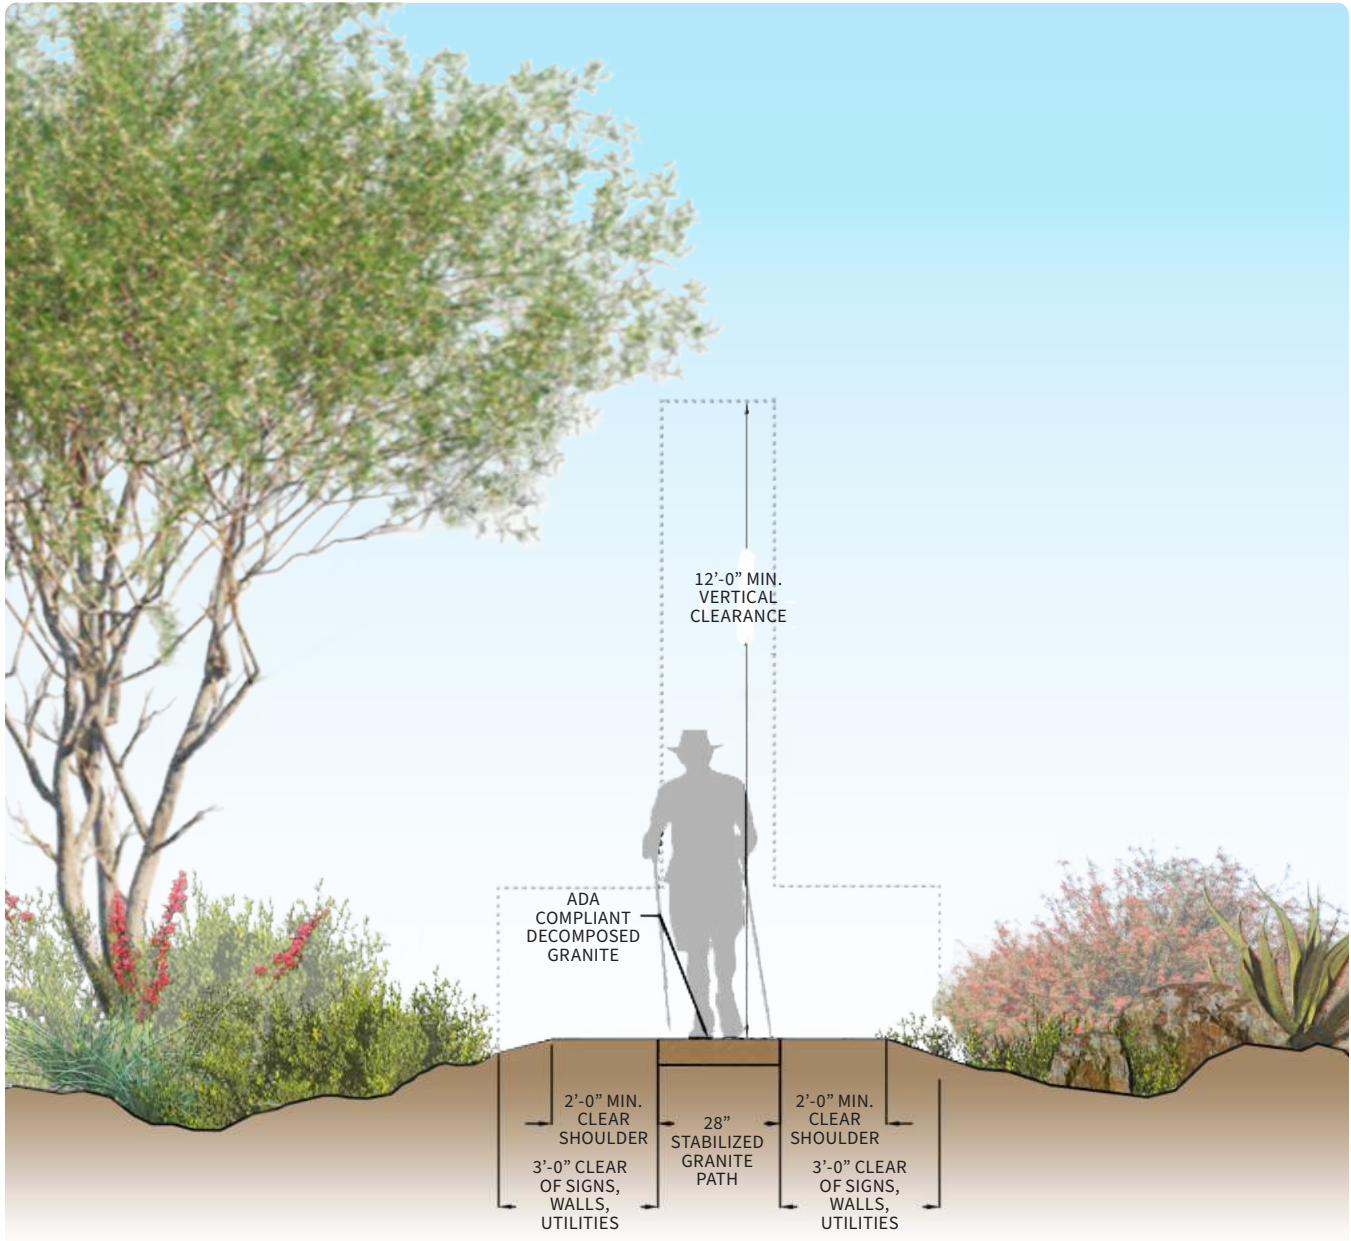 12’-0” MIN.
VERTICAL
CLEARANCE
ADA
COMPLIANT
DECOMPOSED
GRANITE
2’-0” MIN.
CLEAR
SHOULDER
28”
STABILIZED
GRANITE
PATH
2’-0” MIN.
CLEAR
SHOULDER
3’-0” CLEAR
OF SIGNS,
WALLS,
UTILITIES
3’-0” CLEAR
OF SIGNS,
WALLS,
UTILITIES